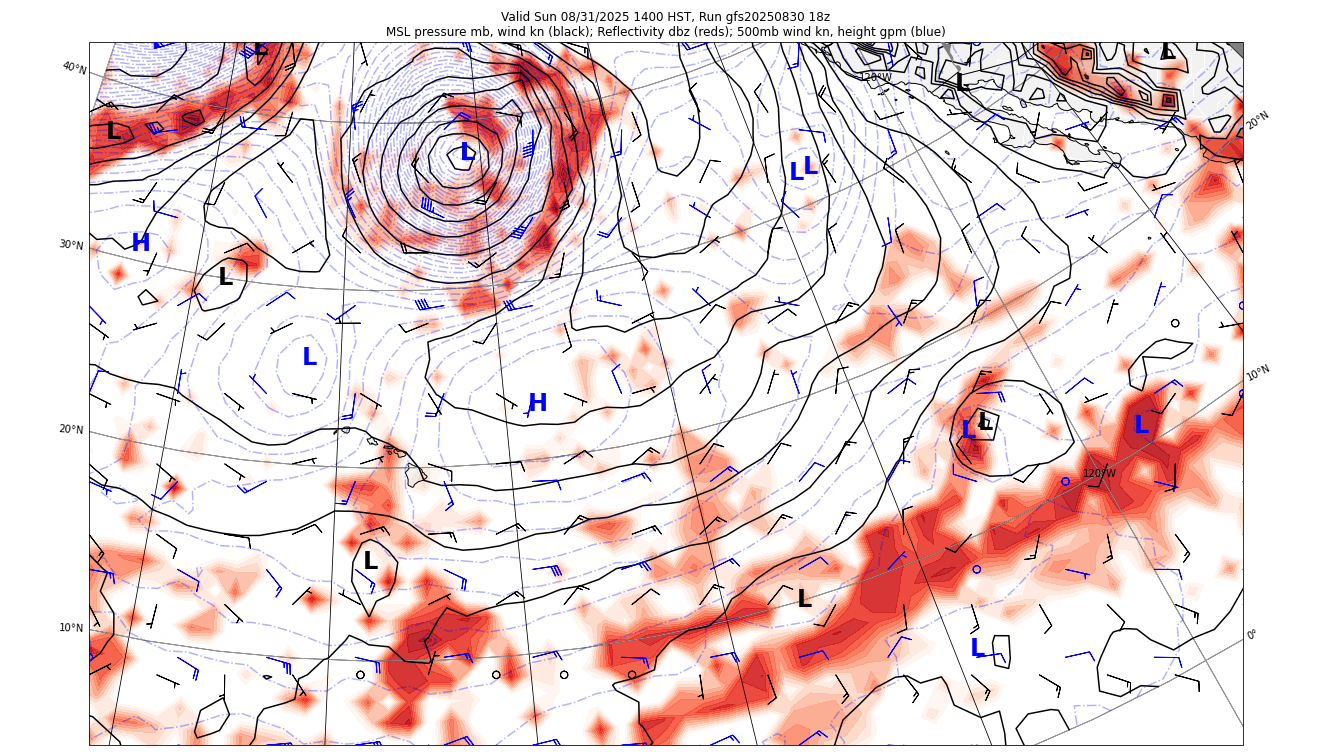 Valid Sun 08/31/2025 1400 HST, Run gfs20250830 18z
MSL pressure mb, wind kn (black); Reflectivity dbz (reds); 500mb wind kn, height gpm (blue)
L
L
L
40°N
120°W
20°N
L
L
L
L
L
H
30°N
L
L
10°N
H
L
L
L
20°N
120°W
L
L
10°N
0°
L